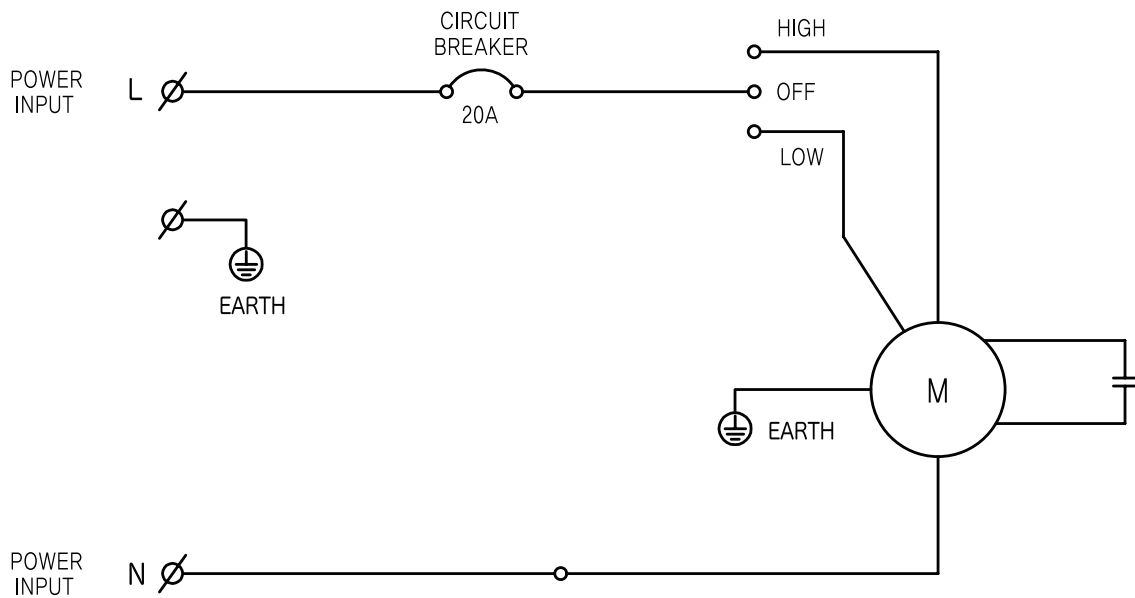 CIRCUIT
BREAKER
HIGH
POWER
INPUT
L
OFF
20A
LOW
EARTH
M
EARTH
POWER
INPUT
N